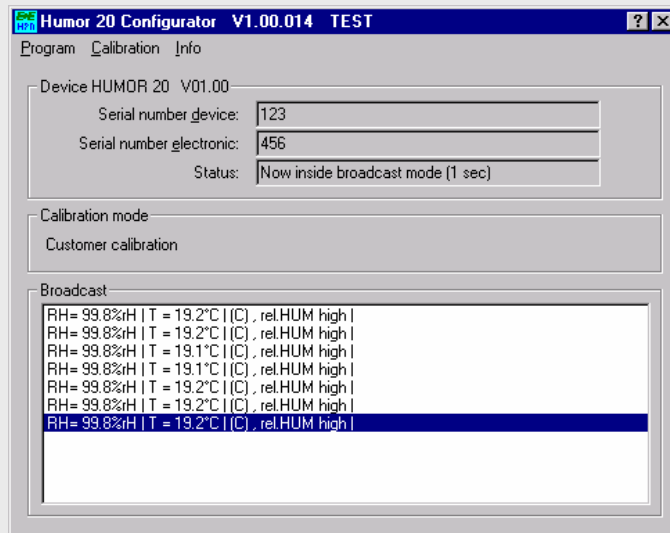 E+E H2O Humor 20 Configurator V1.00.014 TEST ? X
Program Calibration Info
Device HUMOR 20 V01.00
Serial number device: 123
Serial number electronic: 456
Status: Now inside broadcast mode (1 sec)
Calibration mode
Customer calibration
Broadcast
RH= 99.8%rH | T = 19.2°C | (C) , rel.HUM high |
RH= 99.8%rH | T = 19.2°C | (C) , rel.HUM high |
RH= 99.8%rH | T = 19.1°C | (C) , rel.HUM high |
RH= 99.8%rH | T = 19.1°C | (C) , rel.HUM high |
RH= 99.8%rH | T = 19.2°C | (C) , rel.HUM high |
RH= 99.8%rH | T = 19.2°C | (C) , rel.HUM high |
RH= 99.8%rH | T = 19.2°C | (C) , rel.HUM high |